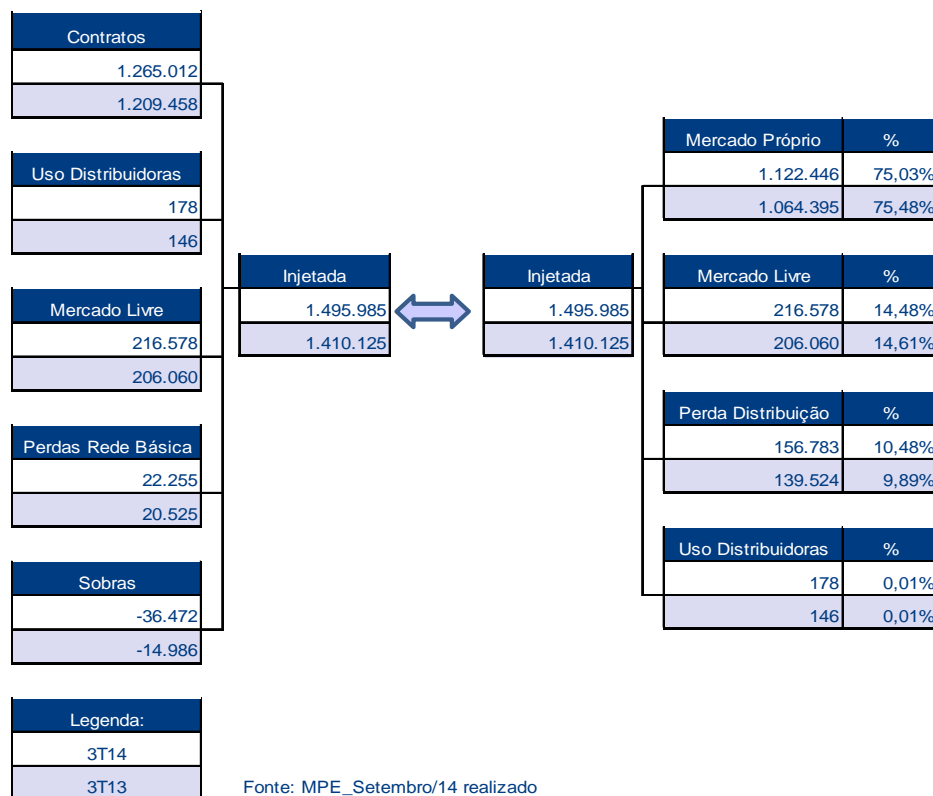 Contratos
1.265.012
1.209.458
Uso Distribuidoras
178
146
Mercado Livre
216.578
206.060
Perdas Rede Básica
22.255
20.525
Sobras
-36.472
-14.986
Injetada
1.495.985
1.410.125
Injetada
1.495.985
1.410.125
Mercado Próprio %
1.122.446 75,03%
1.064.395 75,48%
Mercado Livre %
216.578 14,48%
206.060 14,61%
Perda Distribuição %
156.783 10,48%
139.524 9,89%
Uso Distribuidoras %
178 0,01%
146 0,01%
Legenda:
3T14
3T13
Fonte: MPE_Setembro/14 realizado